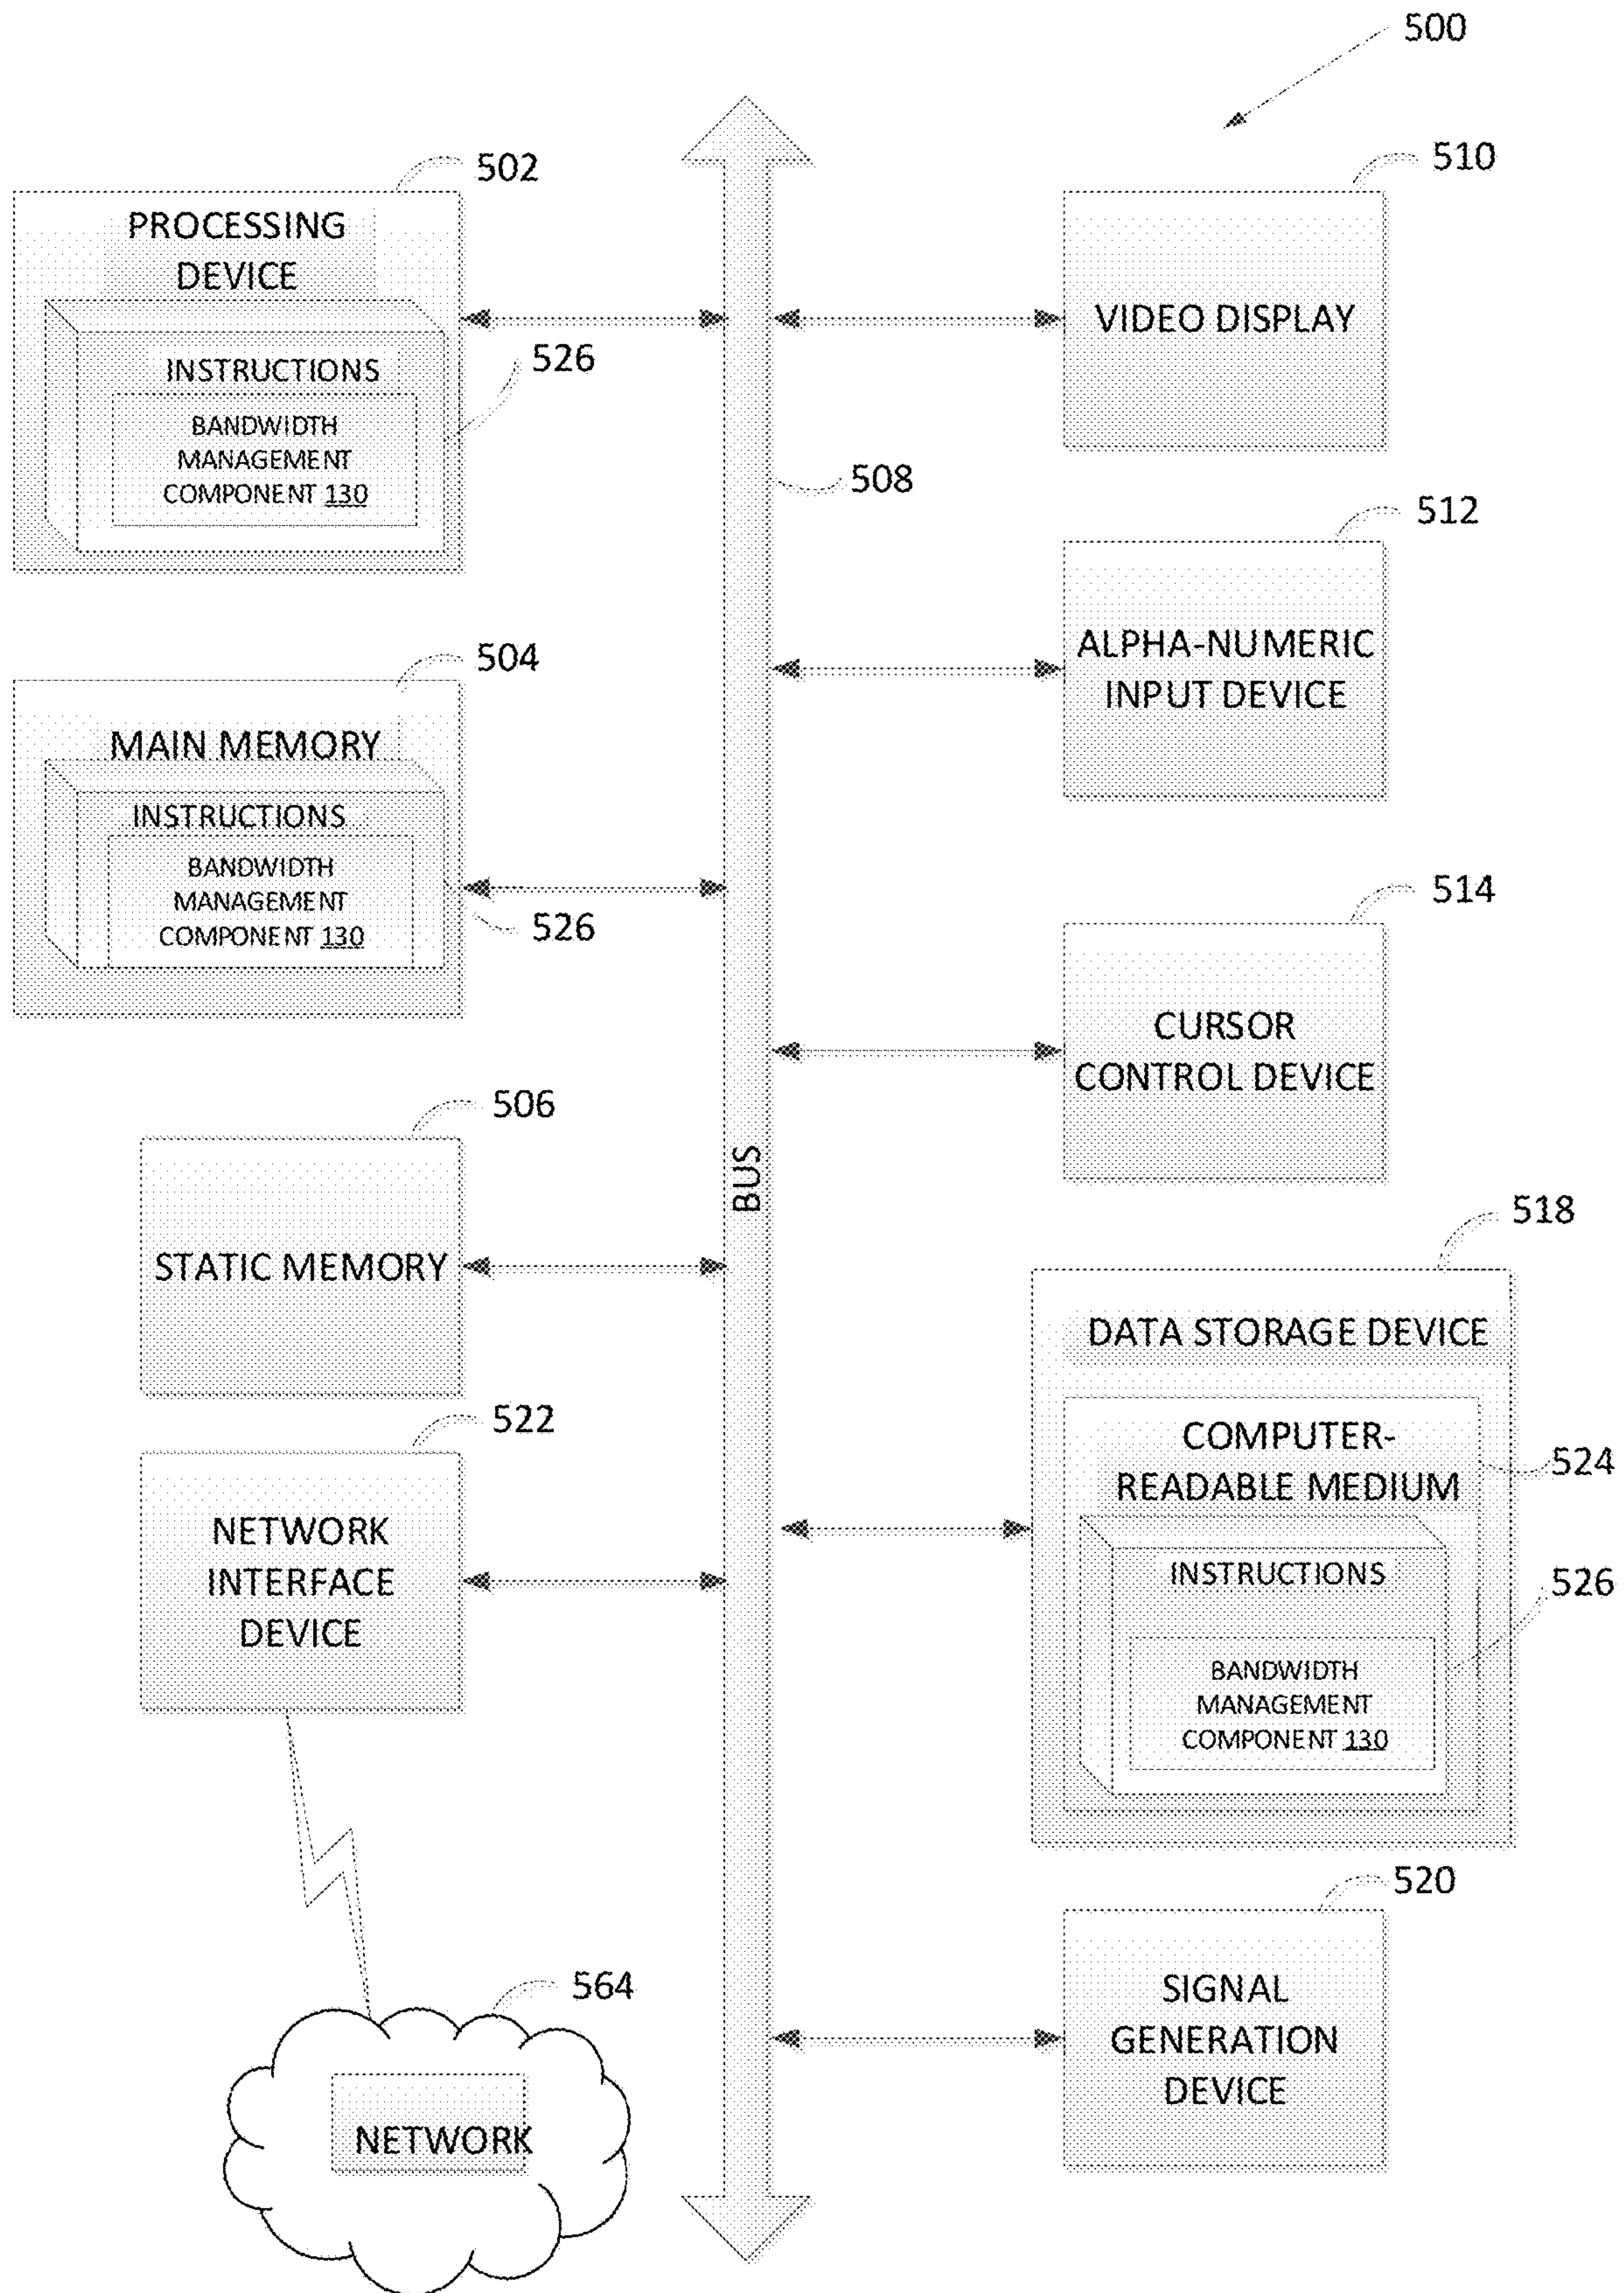 500
502
PROCESSING
DEVICE
INSTRUCTIONS
BANDWIDTH
MANAGEMENT
COMPONENT 130
526
504
MAIN MEMORY
INSTRUCTIONS
BANDWIDTH
MANAGEMENT
COMPONENT 130
526
506
STATIC MEMORY
522
NETWORK
INTERFACE
DEVICE
564
NETWORK
508
BUS
510
VIDEO DISPLAY
512
ALPHA-NUMERIC
INPUT DEVICE
514
CURSOR
CONTROL DEVICE
518
DATA STORAGE DEVICE
COMPUTER-
READABLE MEDIUM
524
INSTRUCTIONS
526
BANDWIDTH
MANAGEMENT
COMPONENT 130
520
SIGNAL
GENERATION
DEVICE